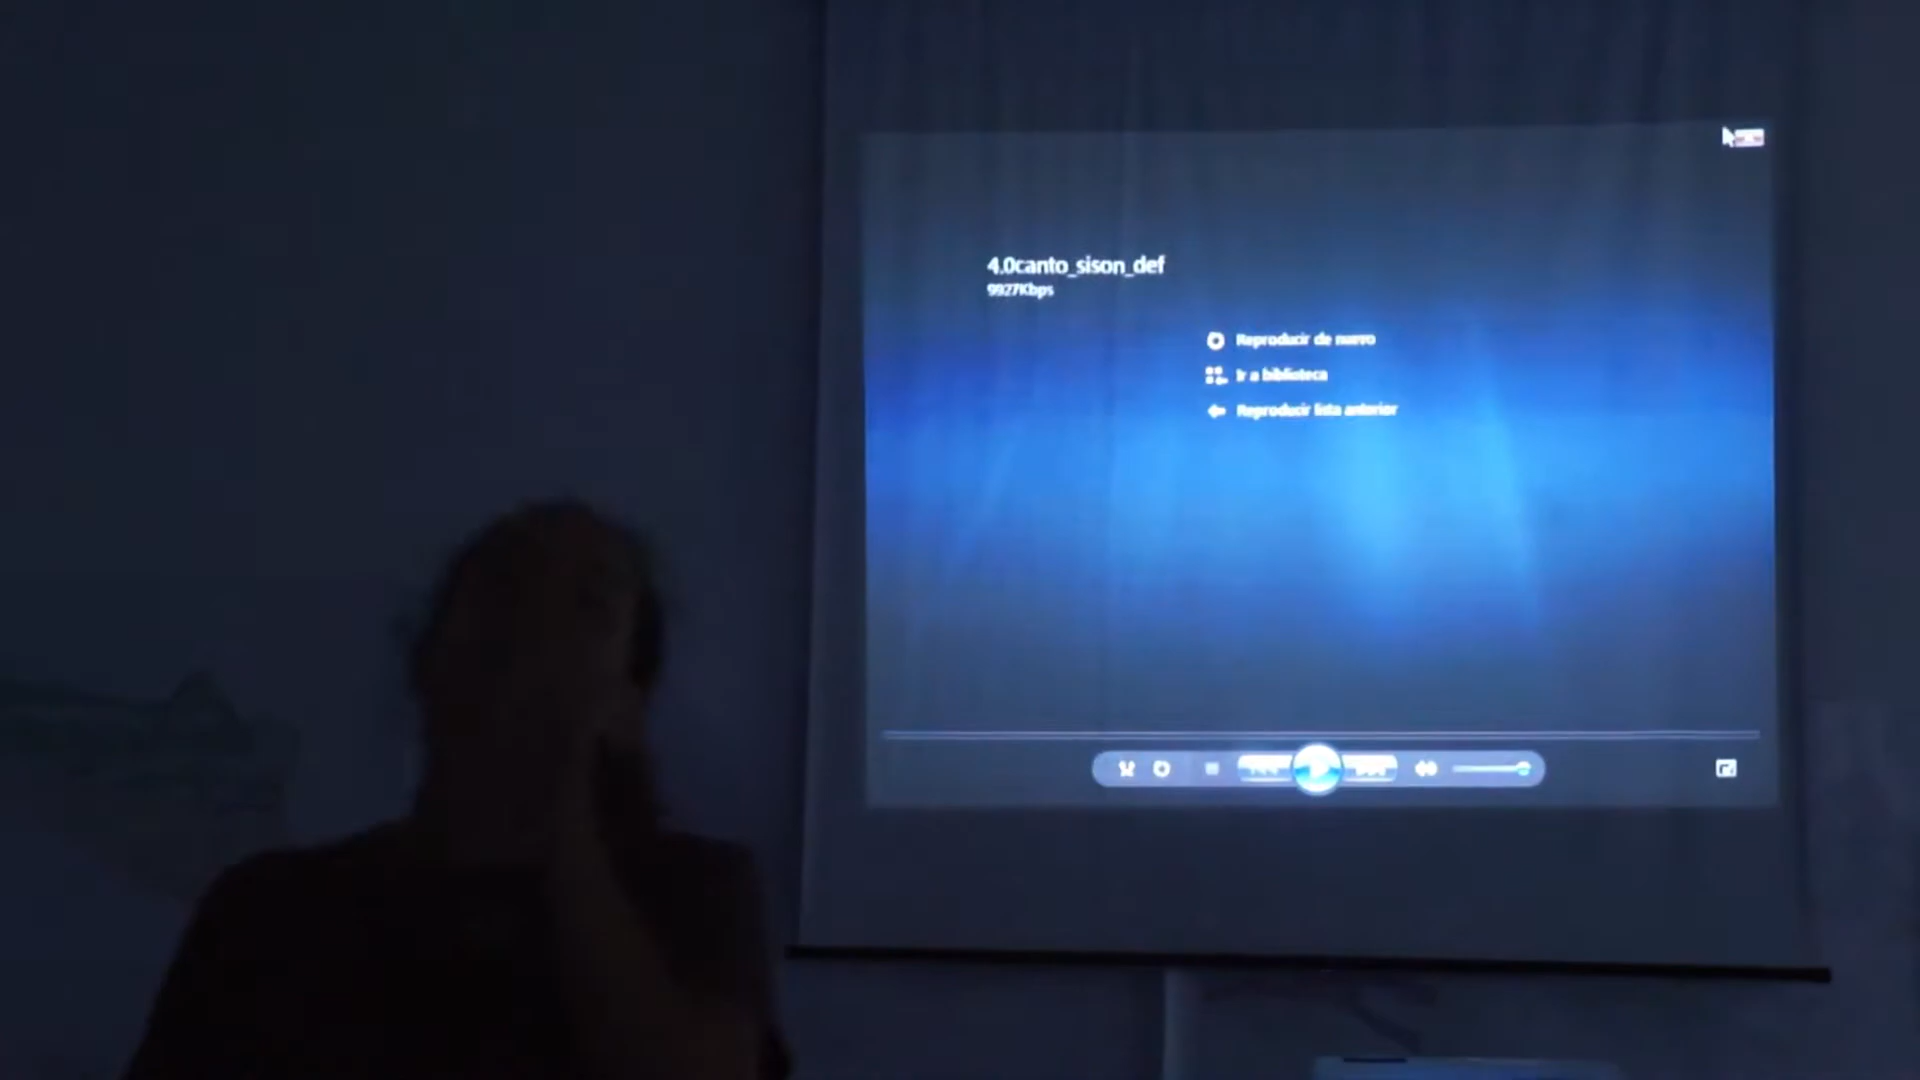 4.0canto_sison_def
9927Kbps
Reproducir de nuevo
Ir a biblioteca
Reproducir lista anterior